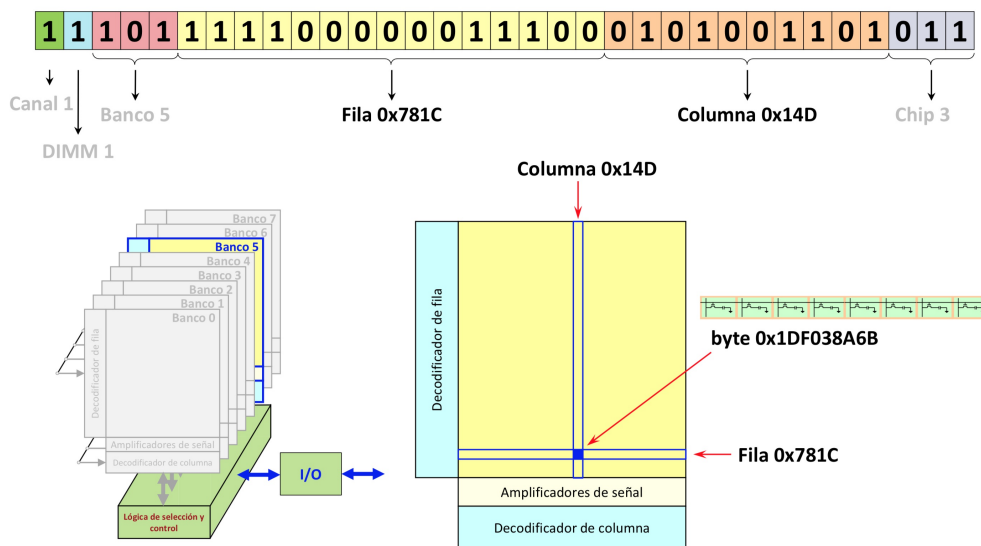 1 1 1 0 1 1 1 1 1 0 0 0 0 0 0 1 1 1 0 0 0 1 0 1 0 0 1 1 0 1 0 1 1
Canal 1
DIMM 1
Banco 5
Fila 0x781C
Columna 0x14D
Chip 3
Columna 0x14D
Banco 7
Banco 6
Banco 5
Banco 4
Banco 3
Banco 2
Banco 1
Banco 0
Decodificador de fila
Amplificadores de señal
Decodificador de columna
Lógica de selección y
control
I/O
Decodificador de fila
byte 0x1DF038A6B
Fila 0x781C
Amplificadores de señal
Decodificador de columna